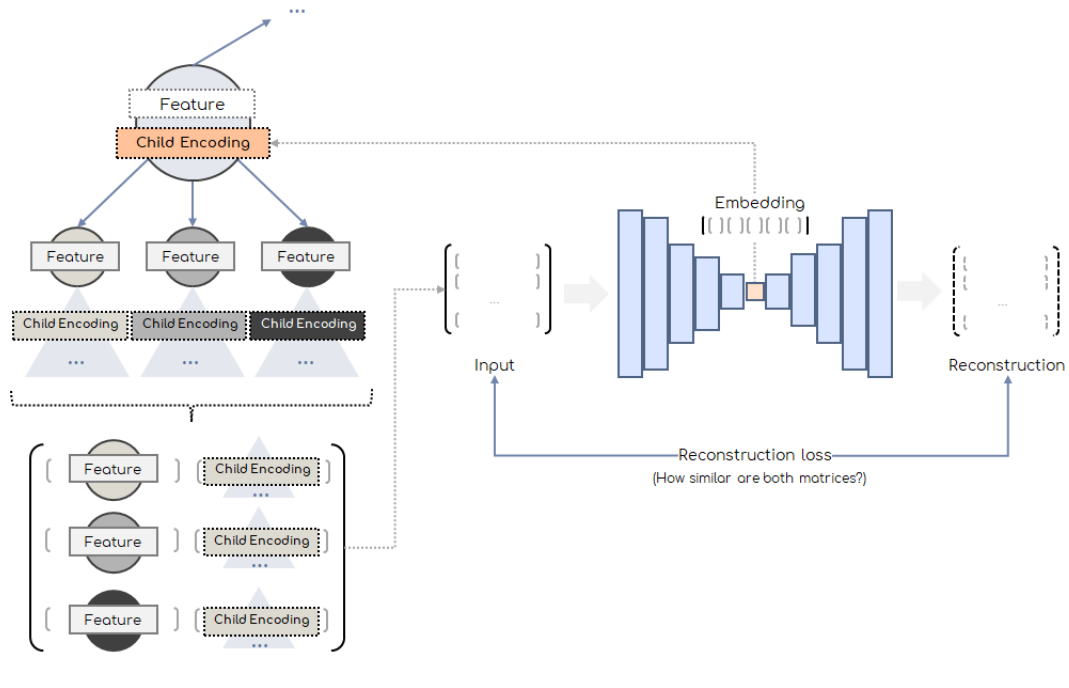 ...
Feature
Child Encoding
Feature
Feature
Feature
Child Encoding
Child Encoding
Child Encoding
...
...
...
Feature
Child Encoding
...
Feature
Child Encoding
...
Feature
Child Encoding
...
Embedding
...
Input
...
Reconstruction
Reconstruction loss
(How similar are both matrices?)